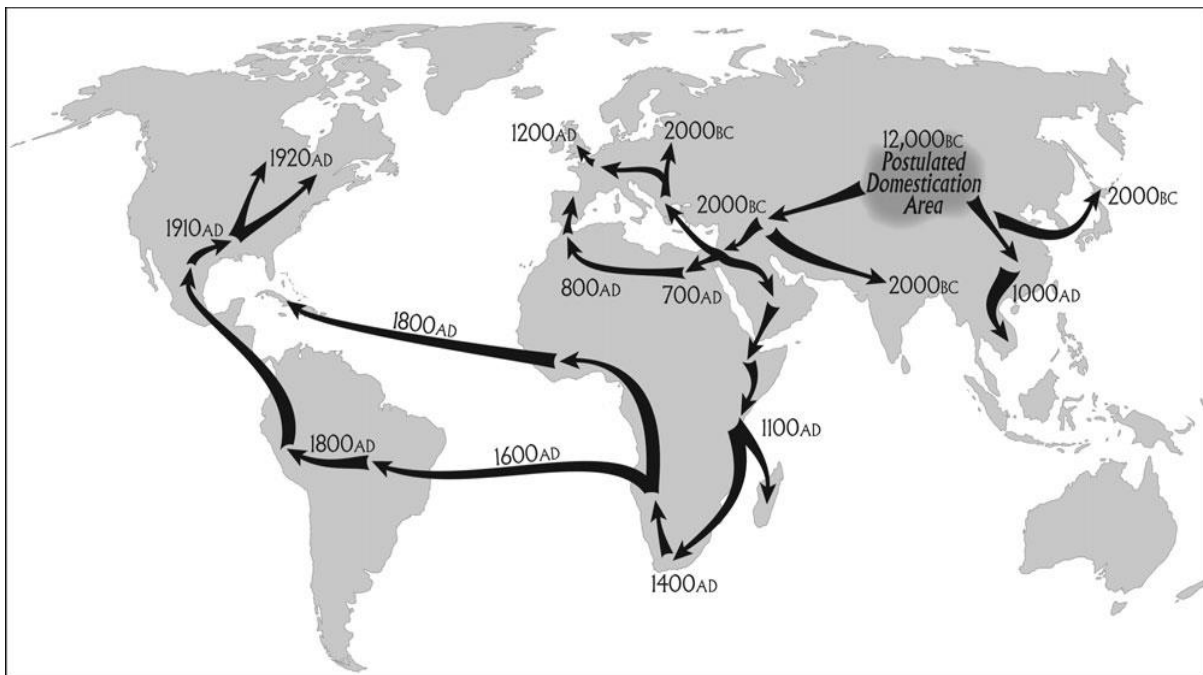 1200AD
2000BC
12,000BC
Postulated
Domestication
Area
1920AD
2000BC
2000BC
1910AD
800AD
700AD
2000BC
1000AD
1800AD
1100AD
1800AD
1600AD
1400AD